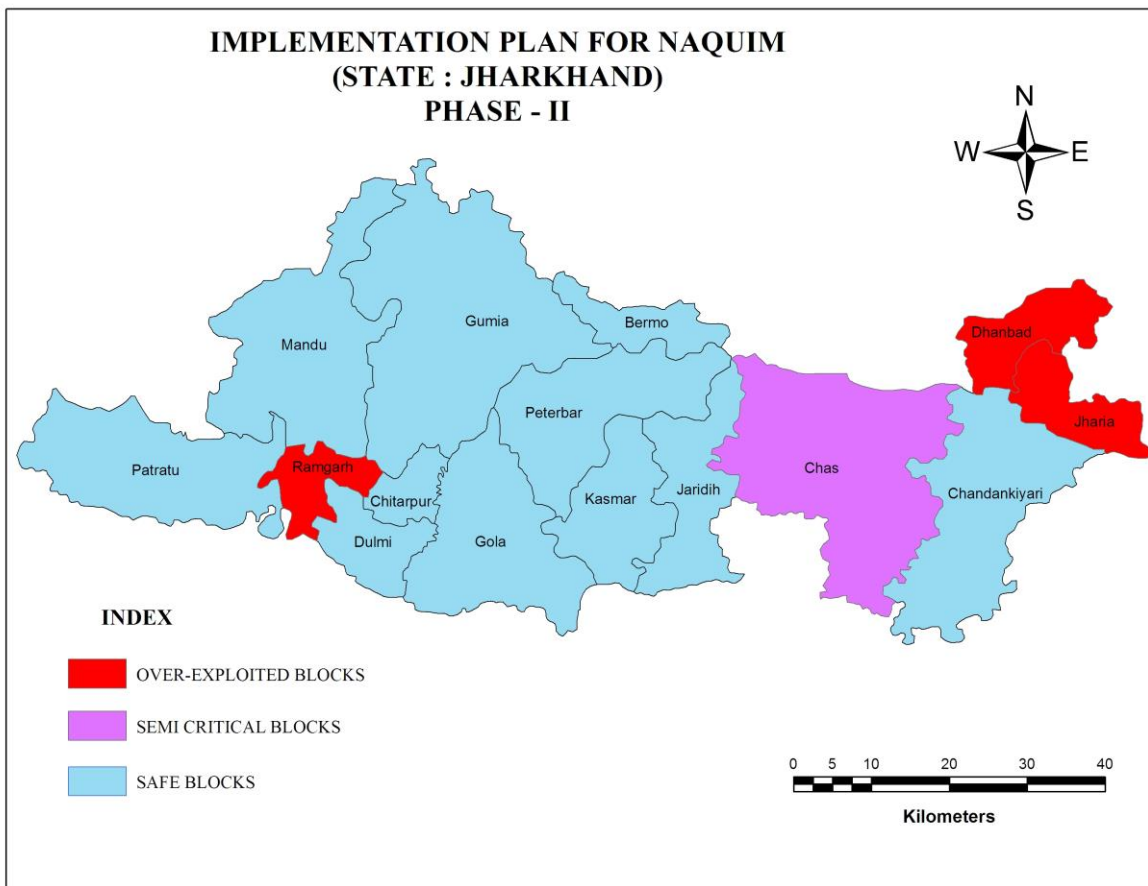 IMPLEMENTATION PLAN FOR NAQUIM
(STATE : JHARKHAND)
PHASE - II
N
W E
S
Dhanbad
Bermo
Gumia
Mandu
Peterbar
Jharia
Ramgarh
Patratu
Chas
Chitarpur
Kasmar
Jaridih
Chandankiyari
Dulmi
Gola
INDEX
OVER-EXPLOITED BLOCKS
SEMI CRITICAL BLOCKS
SAFE BLOCKS
0 5 10 20 30 40
Kilometers